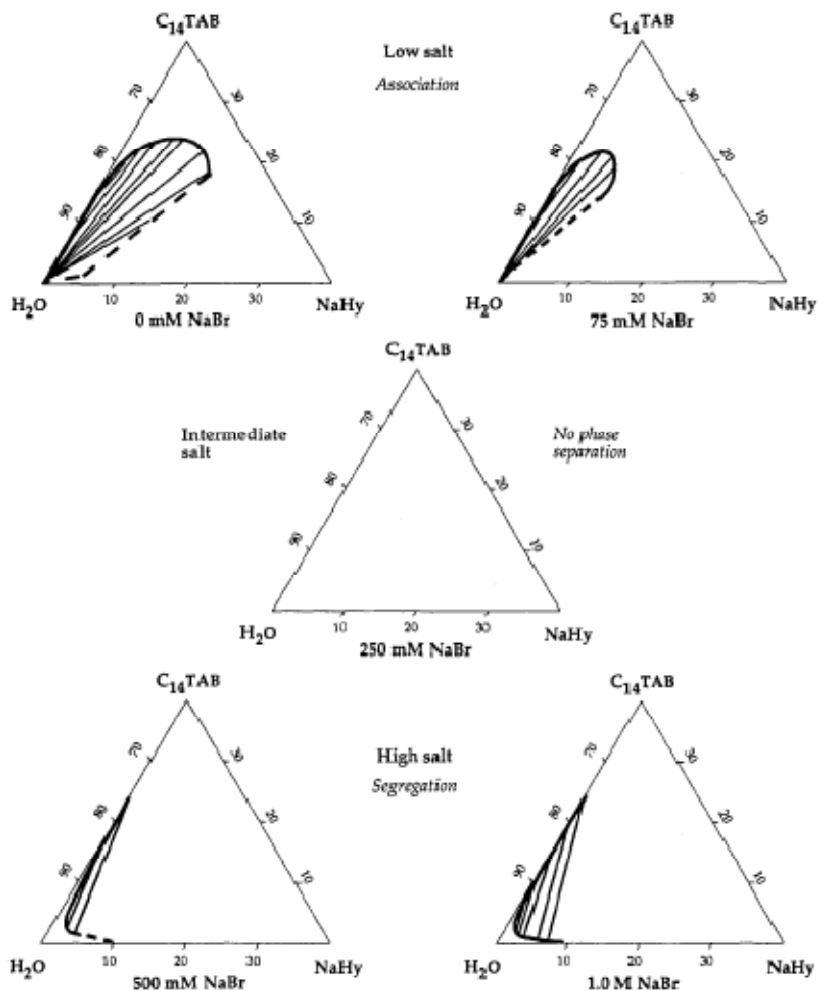 C14TAB
Low salt
Association
C14TAB
70
30
80
20
90
10
H2O
10
20
30
NaHy
0 mM NaBr
70
30
80
20
90
10
H2O
10
20
30
NaHy
75 mM NaBr
C14TAB
Intermediate
salt
No phase
separation
70
30
80
20
90
10
H2O
10
20
30
NaHy
250 mM NaBr
C14TAB
High salt
Segregation
C14TAB
70
30
80
20
90
10
H2O
10
20
30
NaHy
500 mM NaBr
70
30
80
20
90
10
H2O
10
20
30
NaHy
1.0 M NaBr